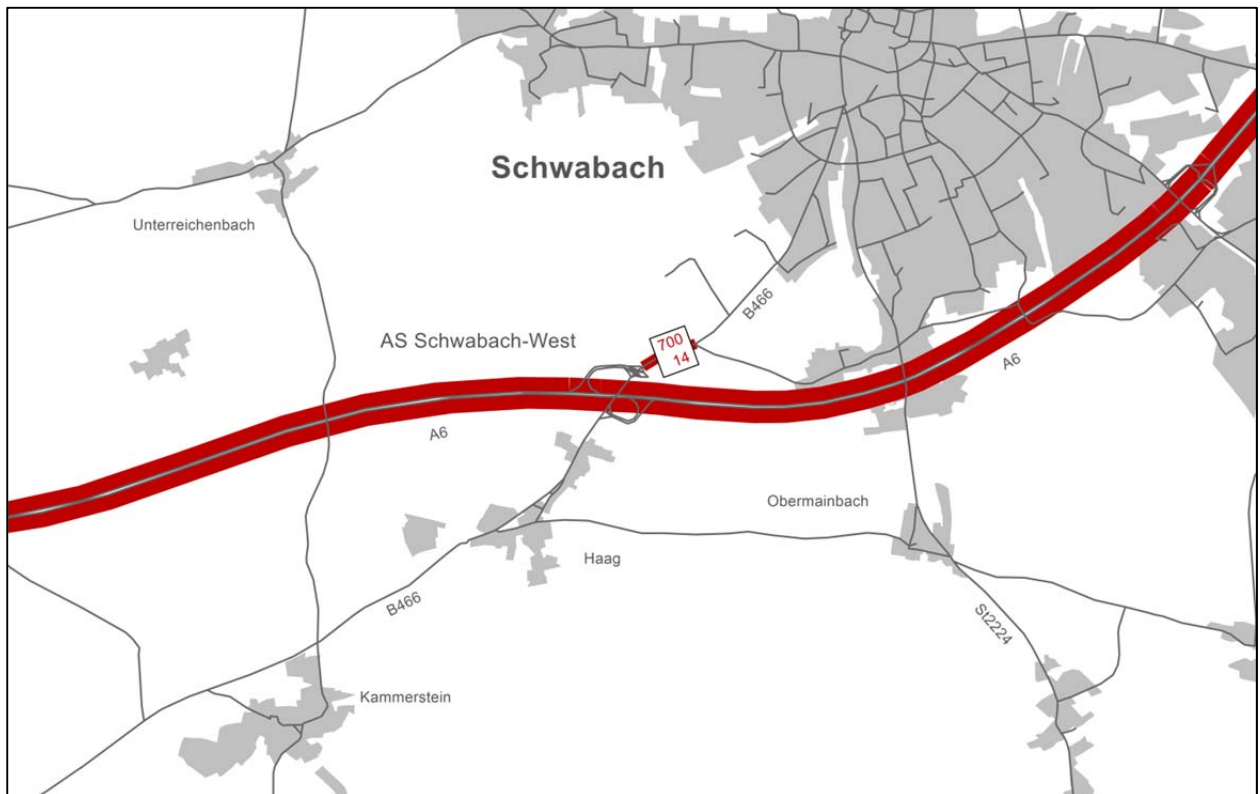 Schwabach
Unterreichenbach
B466
AS Schwabach-West
700
14
A6
A6
Obermainbach
Haag
B466
St2224
Kammerstein